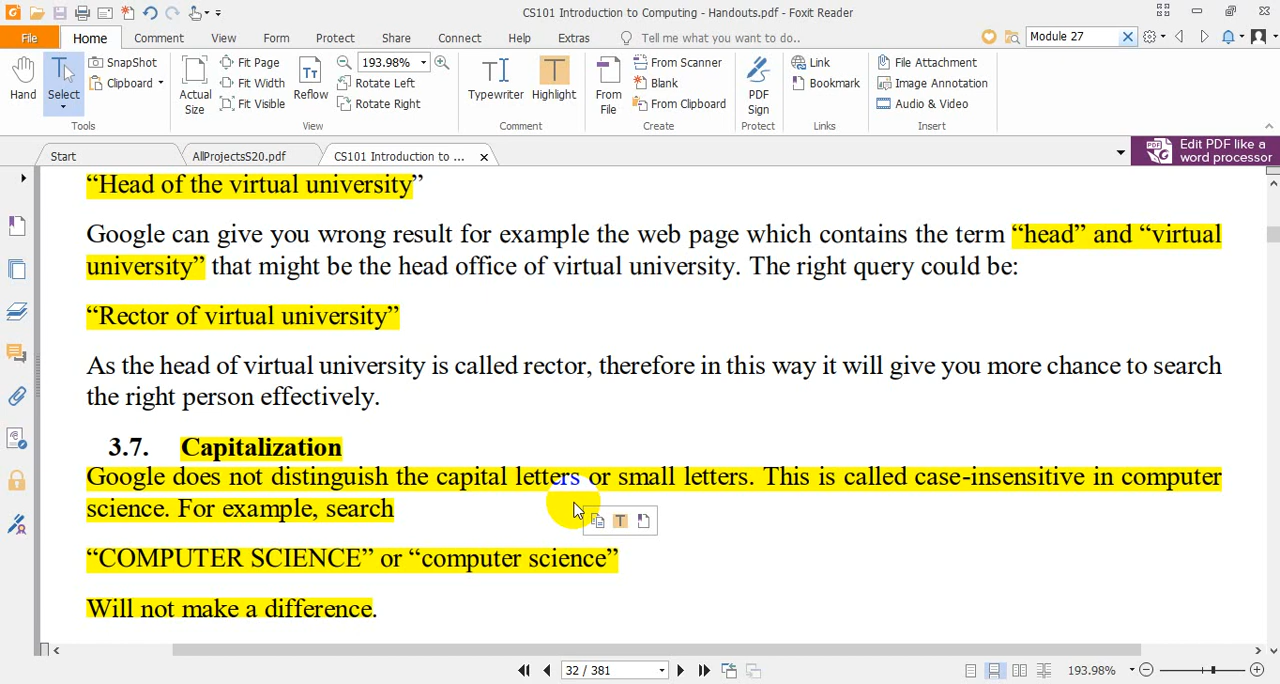 CS101 Introduction to Computing - Handouts.pdf - Foxit Reader
File Home Comment View Form Protect Share Connect Help Extras Tell me what you want to do.. Module 27
Hand
Select
SnapShot
Clipboard
Tools
Actual Size
Fit Page
Fit Width
Fit Visible
Reflow
193.98%
Rotate Left
Rotate Right
View
Typewriter
Highlight
Comment
From File
From Scanner
Blank
From Clipboard
Create
PDF Sign
Protect
Link
Bookmark
Links
File Attachment
Image Annotation
Audio & Video
Insert
Start AllProjectsS20.pdf CS101 Introduction to ...
Edit PDF like a
word processor
“Head of the virtual university”
Google can give you wrong result for example the web page which contains the term “head” and “virtual
university” that might be the head office of virtual university. The right query could be:
“Rector of virtual university”
As the head of virtual university is called rector, therefore in this way it will give you more chance to search
the right person effectively.
3.7. Capitalization
Google does not distinguish the capital letters or small letters. This is called case-insensitive in computer
science. For example, search
“COMPUTER SCIENCE” or “computer science”
Will not make a difference.
32 / 381 193.98%